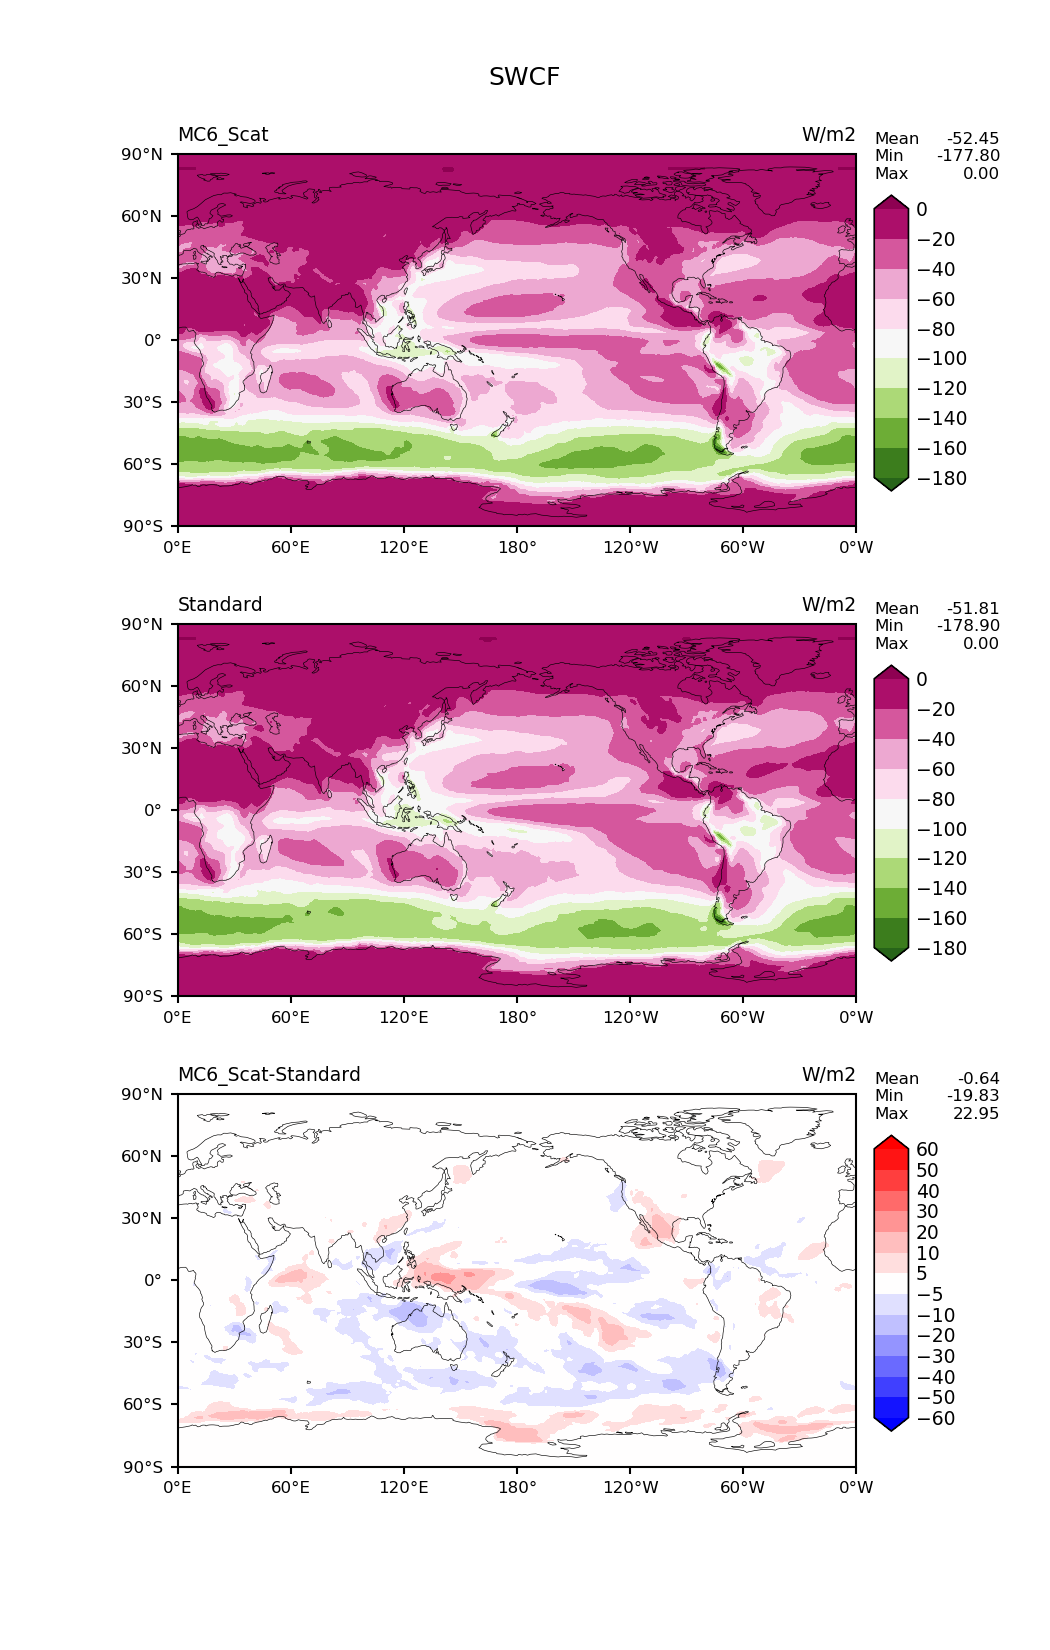 SWCF
MC6_Scat W/m2
Mean -52.45
Min -177.80
Max 0.00
90°N
60°N
30°N
0°
30°S
60°S
90°S
0°E 60°E 120°E 180° 120°W 60°W 0°W
0
−20
−40
−60
−80
−100
−120
−140
−160
−180
Standard W/m2
Mean -51.81
Min -178.90
Max 0.00
90°N
60°N
30°N
0°
30°S
60°S
90°S
0°E 60°E 120°E 180° 120°W 60°W 0°W
0
−20
−40
−60
−80
−100
−120
−140
−160
−180
MC6_Scat-Standard W/m2
Mean -0.64
Min -19.83
Max 22.95
90°N
60°N
30°N
0°
30°S
60°S
90°S
0°E 60°E 120°E 180° 120°W 60°W 0°W
60
50
40
30
20
10
5
−5
−10
−20
−30
−40
−50
−60